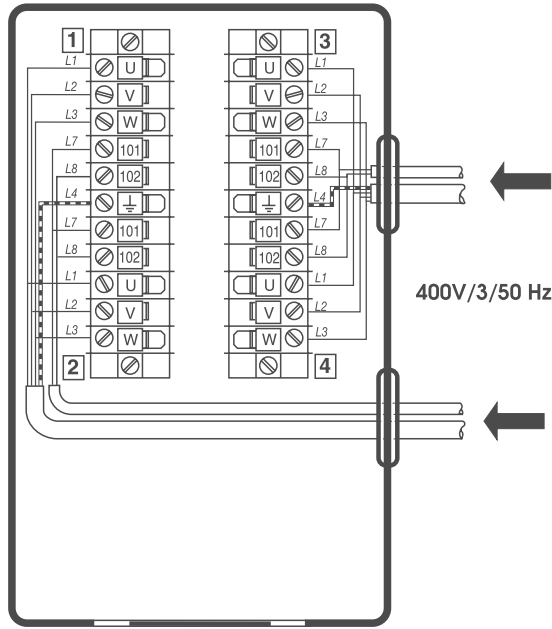 1 3
L1 U U L1
L2 V V L2
L3 W W L3
L7 101 101 L7
L8 102 102 L8
L4 L4
L7 101 101 L7
L8 102 102 L8
L1 U U L1
L2 V V L2
L3 W W L3
2 4
400V/3/50 Hz